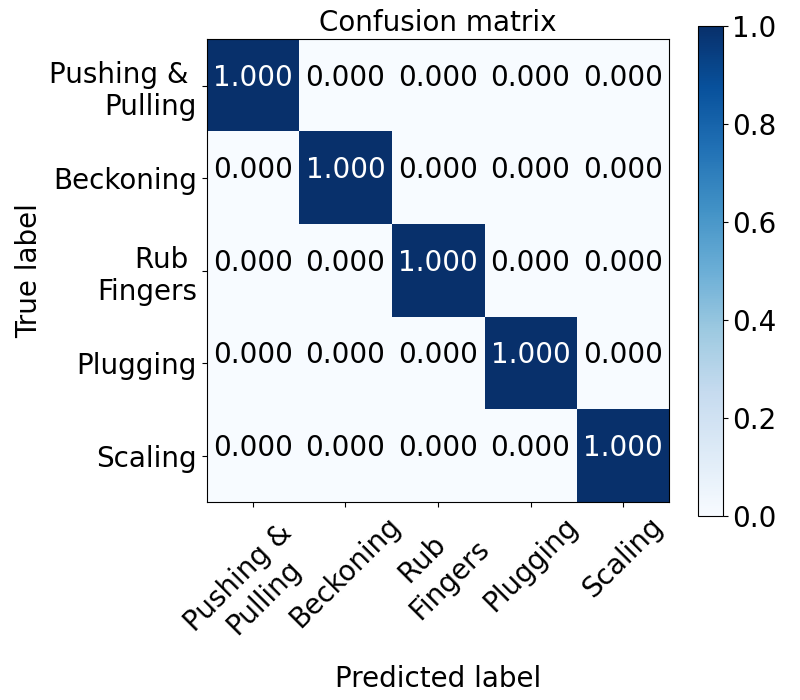 Confusion matrix
1.0
Pushing &
Pulling
1.000 0.000 0.000 0.000 0.000
0.8
Beckoning
0.000 1.000 0.000 0.000 0.000
0.6
True label
Rub
Fingers
0.000 0.000 1.000 0.000 0.000
0.4
Plugging
0.000 0.000 0.000 1.000 0.000
0.2
Scaling
0.000 0.000 0.000 0.000 1.000
0.0
Pushing &
Pulling
Beckoning
Rub
Fingers
Plugging
Scaling
Predicted label